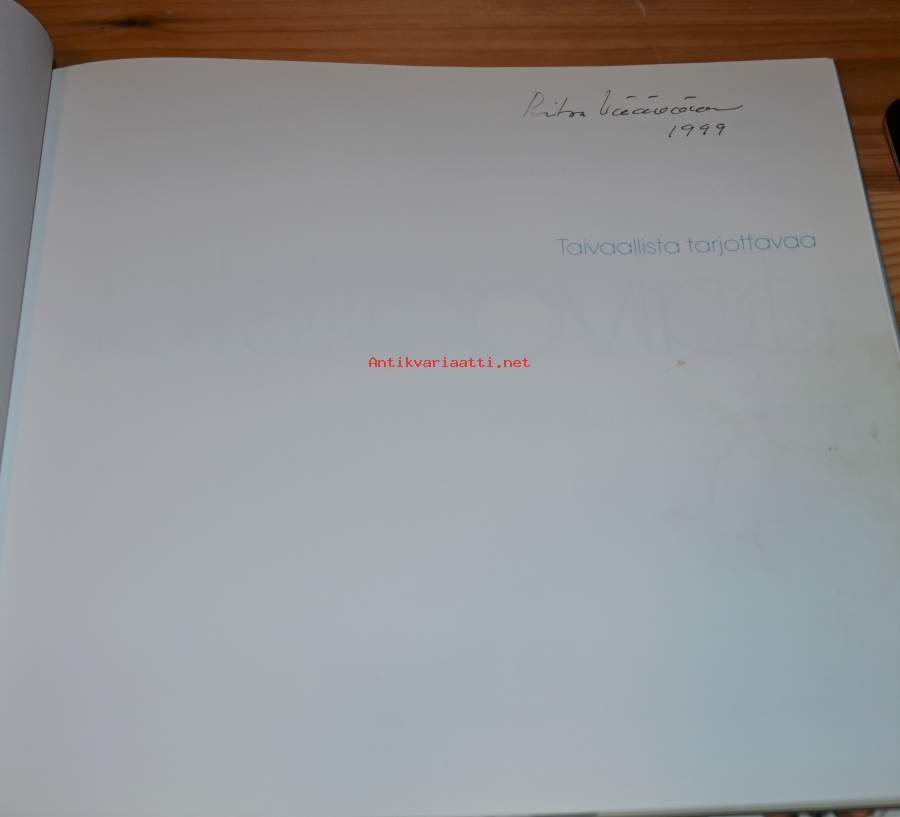 1999
Taivaallista tarjottavaa
Antikvariaatti.net